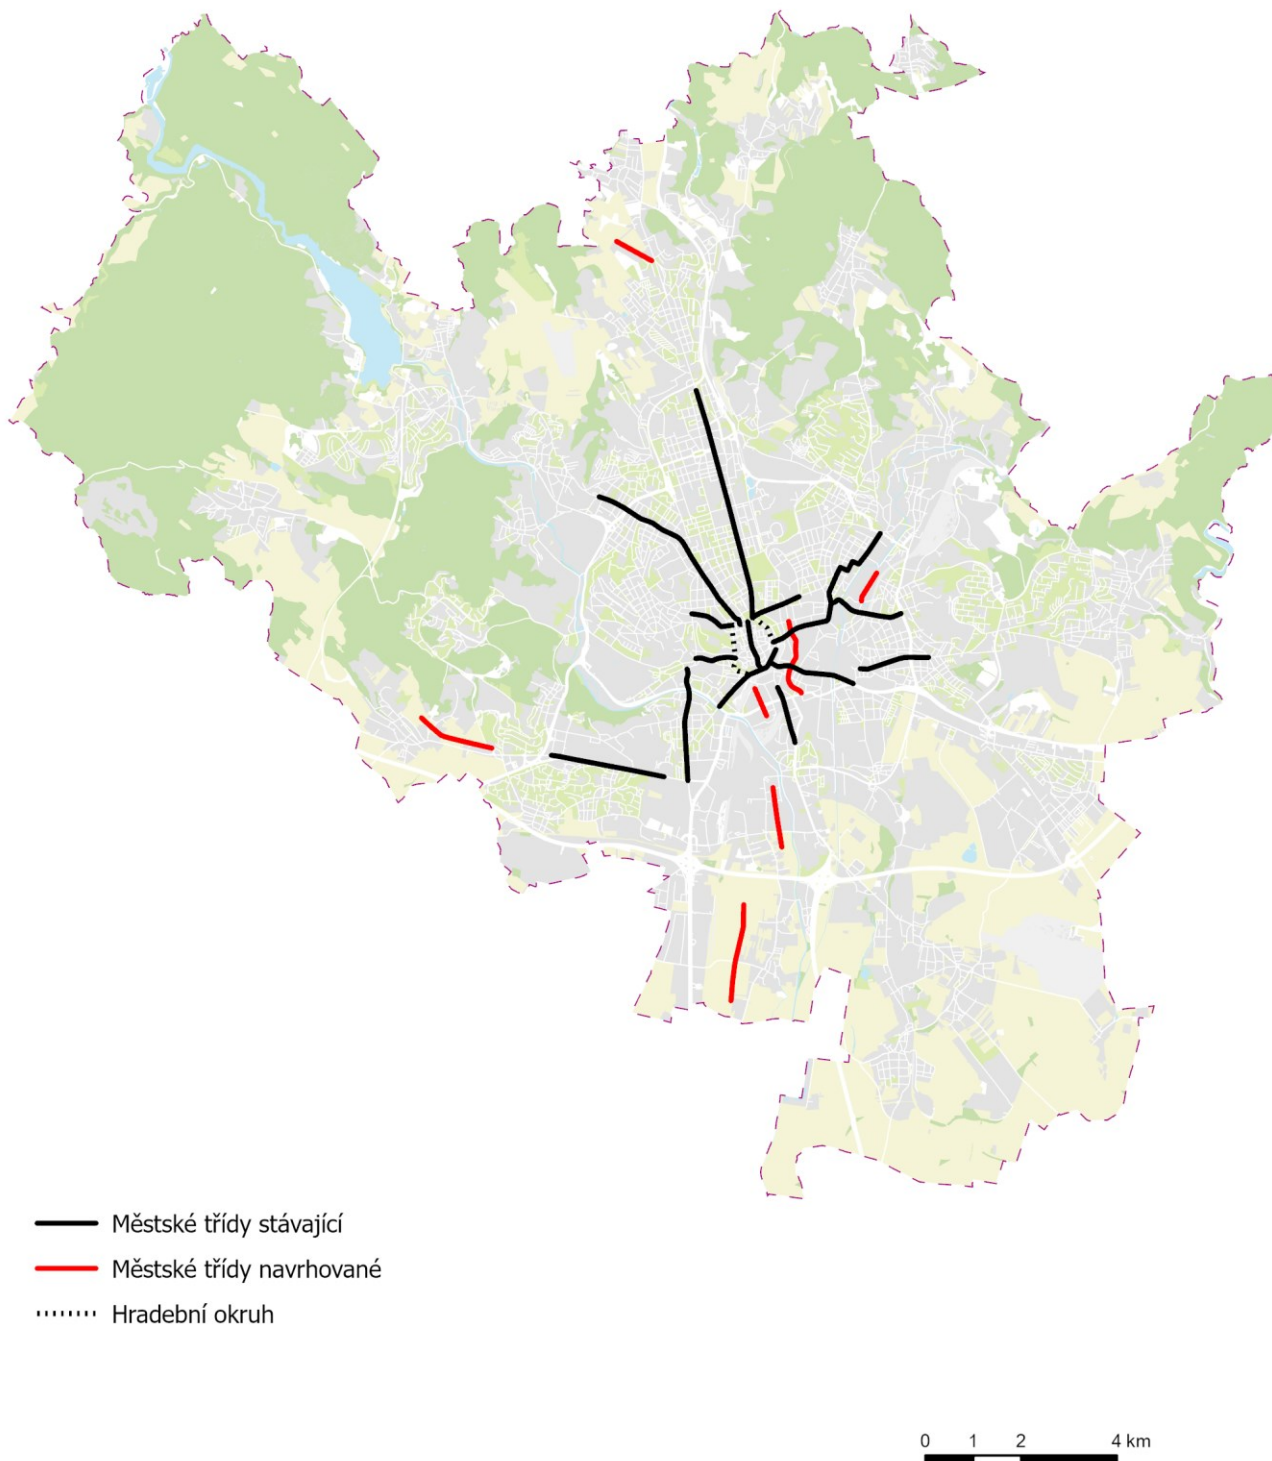 Městské třídy stávající
Městské třídy navrhované
Hradební okruh
0 1 2 4 km